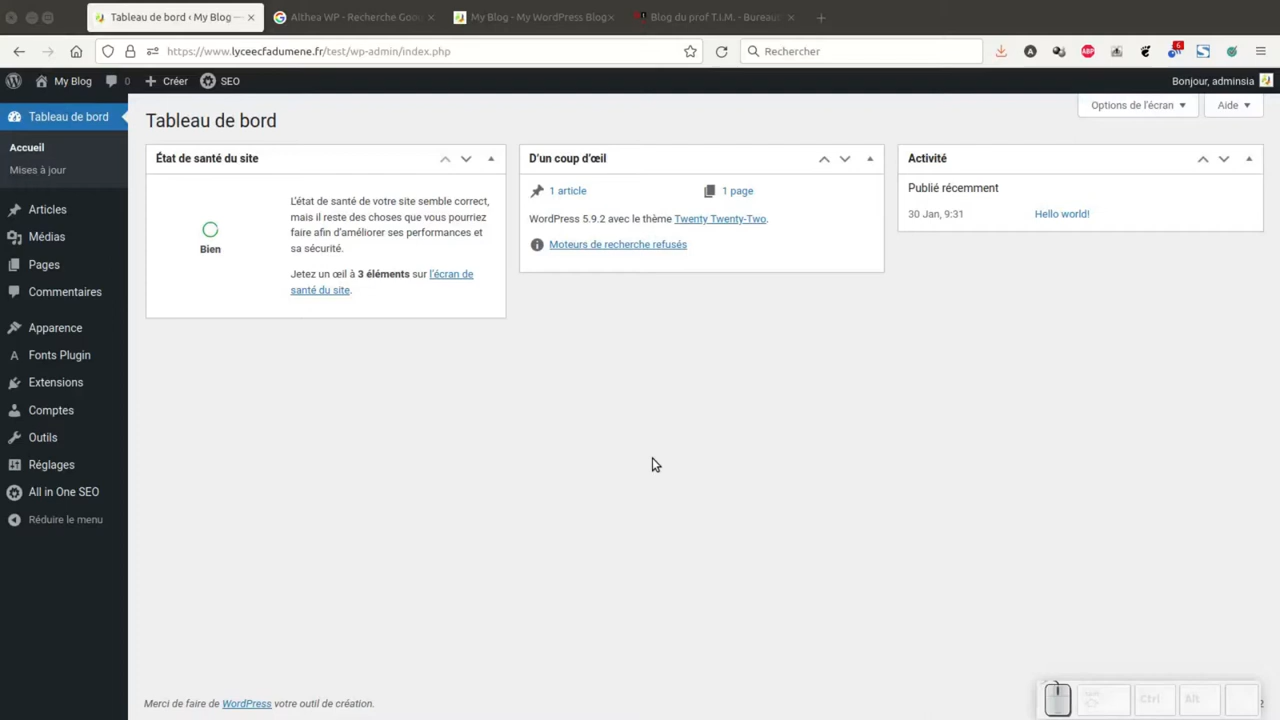 Tableau de bord ‹ My Blog —
Althea WP - Recherche Goo
My Blog - My WordPress Blog
Blog du prof T.I.M. - Bureau
https://www.lyceecfadumene.fr/test/wp-admin/index.php
Rechercher
ABP
6
My Blog
0
Créer
SEO
Bonjour, adminsia
Tableau de bord
Accueil
Mises à jour
Articles
Médias
Pages
Commentaires
Apparence
Fonts Plugin
Extensions
Comptes
Outils
Réglages
All in One SEO
Réduire le menu
Options de l'écran
Aide
Tableau de bord
État de santé du site
Bien
L'état de santé de votre site semble correct,
mais il reste des choses que vous pourriez
faire afin d'améliorer ses performances et
sa sécurité.
Jetez un œil à 3 éléments sur l'écran de
santé du site.
D'un coup d'œil
1 article
1 page
WordPress 5.9.2 avec le thème Twenty Twenty-Two.
Moteurs de recherche refusés
Activité
Publié récemment
30 Jan, 9:31
Hello world!
Merci de faire de WordPress votre outil de création.
Ctrl
Alt
2